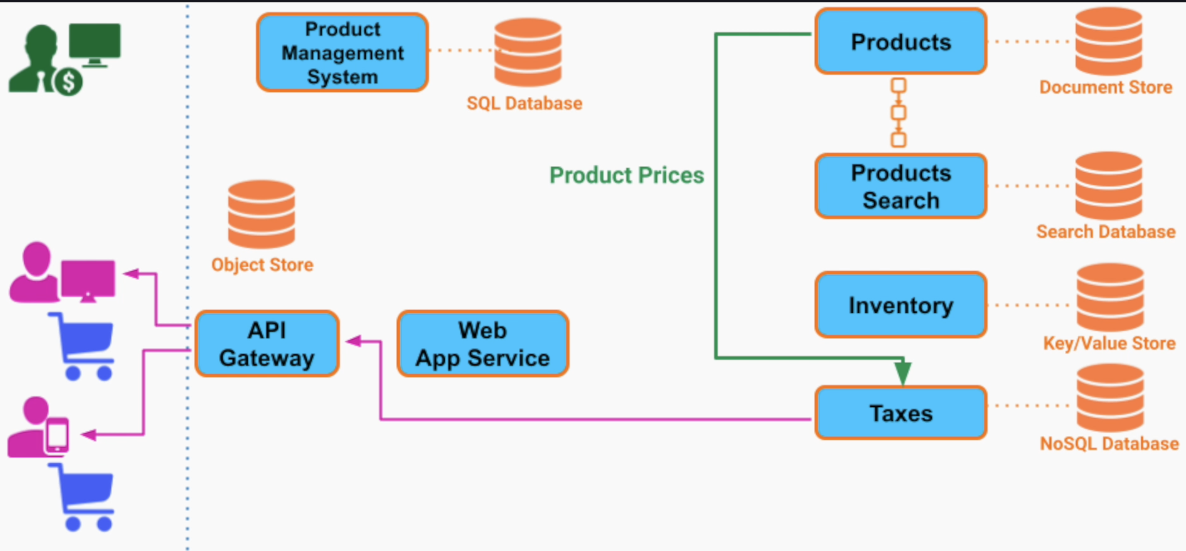 Product
Management
System
SQL Database
Products
Document Store
Product Prices
Products
Search
Search Database
Object Store
Inventory
Key/Value Store
API
Gateway
Web
App Service
Taxes
NoSQL Database
$